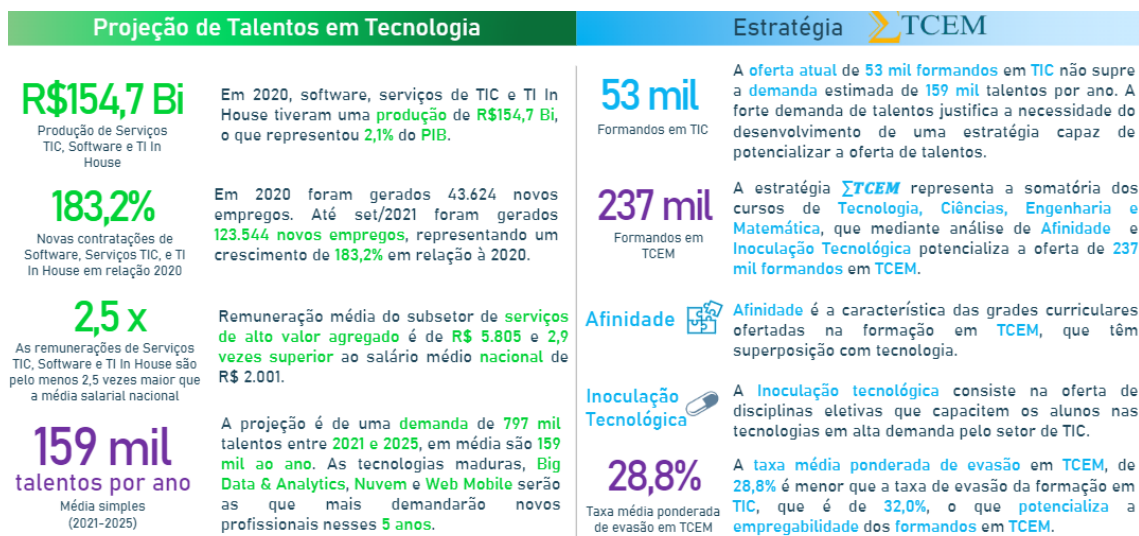 Projeção de Talentos em Tecnologia
R$154,7 Bi
Produção de Serviços
TIC, Software e TI In
House
Em 2020, software, serviços de TIC e TI In
House tiveram uma produção de R$154,7 Bi,
o que representou 2,1% do PIB.
183,2%
Novas contratações de
Software, Serviços TIC, e TI
In House em relação 2020
Em 2020 foram gerados 43.624 novos
empregos. Até set/2021 foram gerados
123.544 novos empregos, representando um
crescimento de 183,2% em relação à 2020.
2,5 x
As remunerações de Serviços
TIC, Software e TI In House são
pelo menos 2,5 vezes maior que
a média salarial nacional
Remuneração média do subsetor de serviços
de alto valor agregado é de R$ 5.805 e 2,9
vezes superior ao salário médio nacional de
R$ 2.001.
159 mil
talentos por ano
Média simples
(2021-2025)
A projeção é de uma demanda de 797 mil
talentos entre 2021 e 2025, em média são 159
mil ao ano. As tecnologias maduras, Big
Data & Analytics, Nuvem e Web Mobile serão
as que mais demandarão novos
profissionais nesses 5 anos.
Estratégia ∑TCEM
53 mil
Formandos em TIC
A oferta atual de 53 mil formandos em TIC não supre
a demanda estimada de 159 mil talentos por ano. A
forte demanda de talentos justifica a necessidade do
desenvolvimento de uma estratégia capaz de
potencializar a oferta de talentos.
237 mil
Formandos em
TCEM
A estratégia ∑TCEM representa a somatória dos
cursos de Tecnologia, Ciências, Engenharia e
Matemática, que mediante análise de Afinidade e
Inoculação Tecnológica potencializa a oferta de 237
mil formandos em TCEM.
Afinidade
Afinidade é a característica das grades curriculares
ofertadas na formação em TCEM, que têm
superposição com tecnologia.
Inoculação
Tecnológica
A Inoculação tecnológica consiste na oferta de
disciplinas eletivas que capacitem os alunos nas
tecnologias em alta demanda pelo setor de TIC.
28,8%
Taxa média ponderada
de evasão em TCEM
A taxa média ponderada de evasão em TCEM, de
28,8% é menor que a taxa de evasão da formação em
TIC, que é de 32,0%, o que potencializa a
empregabilidade dos formandos em TCEM.